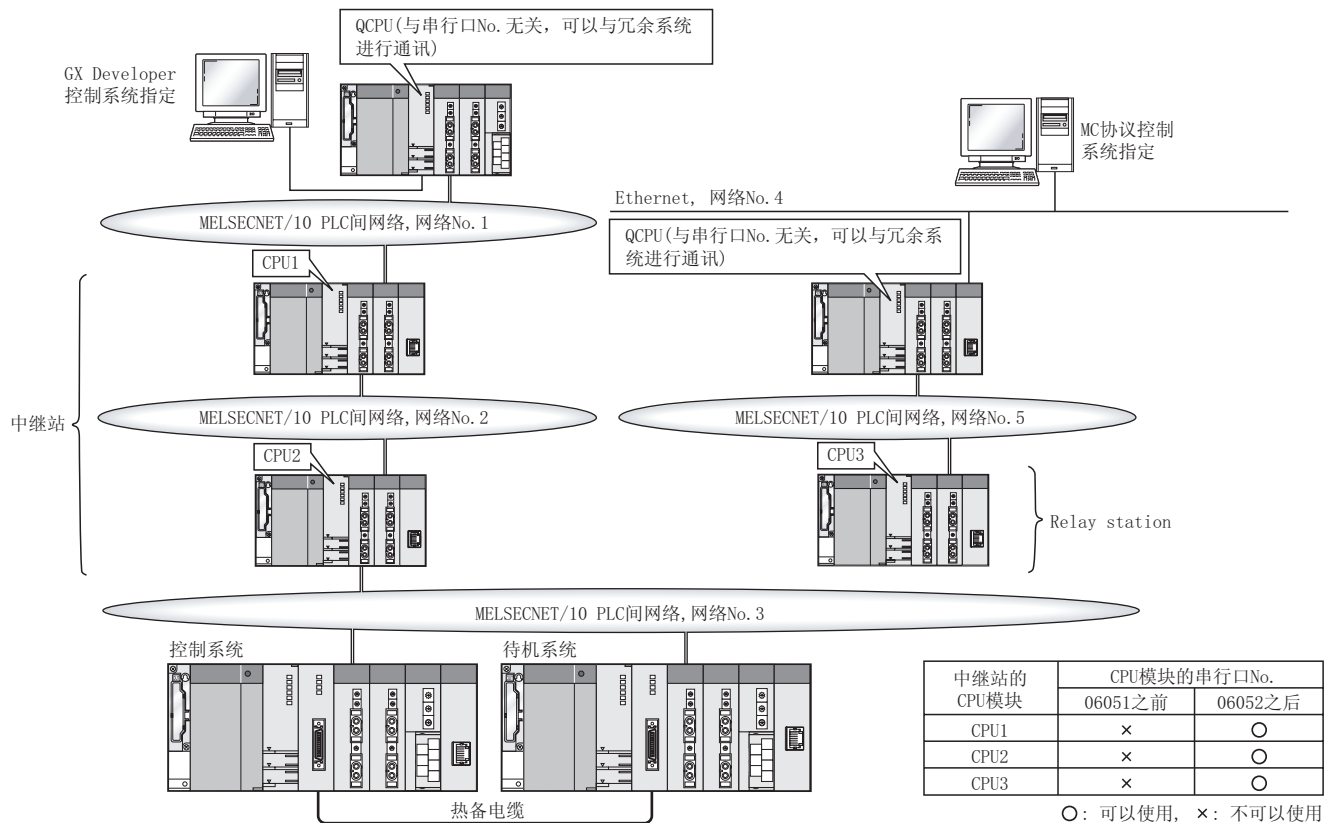 QCPU(与串行口No.无关，可以与冗余系统
进行通讯)
GX Developer
控制系统指定
MC协议控制
系统指定
MELSECNET/10 PLC间网络,网络No.1
Ethernet, 网络No.4
QCPU(与串行口No.无关，可以与冗余系
统进行通讯)
CPU1
中继站
MELSECNET/10 PLC间网络,网络No.2
MELSECNET/10 PLC间网络,网络No.5
CPU2
CPU3
Relay station
MELSECNET/10 PLC间网络,网络No.3
控制系统
待机系统
热备电缆
中继站的
CPU模块
CPU模块的串行口No.
06051之前 06052之后
CPU1 × ○
CPU2 × ○
CPU3 × ○
○: 可以使用, ×: 不可以使用